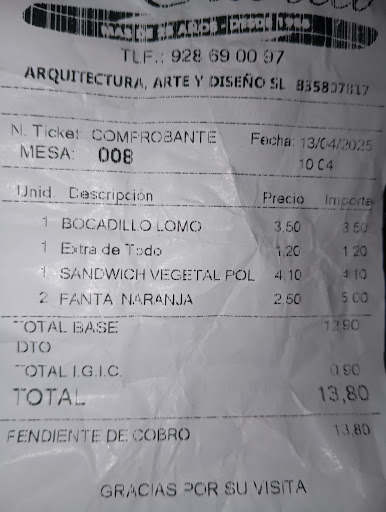 TLF.: 928 69 00 97
ARQUITECTURA, ARTE Y DISEÑO SL B35807817
N. Ticket COMPROBANTE Fecha: 13/04/2025
MESA: 008 10:04
Unid Descripción Precio Importe
1 BOCADILLO LOMO 3,50 3,50
1 Extra de Todo 1,20 1,20
1 SANDWICH VEGETAL POL 4,10 4,10
2 FANTA NARANJA 2,50 5,00
TOTAL BASE 12,90
DTO
TOTAL I.G.I.C. 0,90
TOTAL 13,80
PENDIENTE DE COBRO 13,80
GRACIAS POR SU VISITA